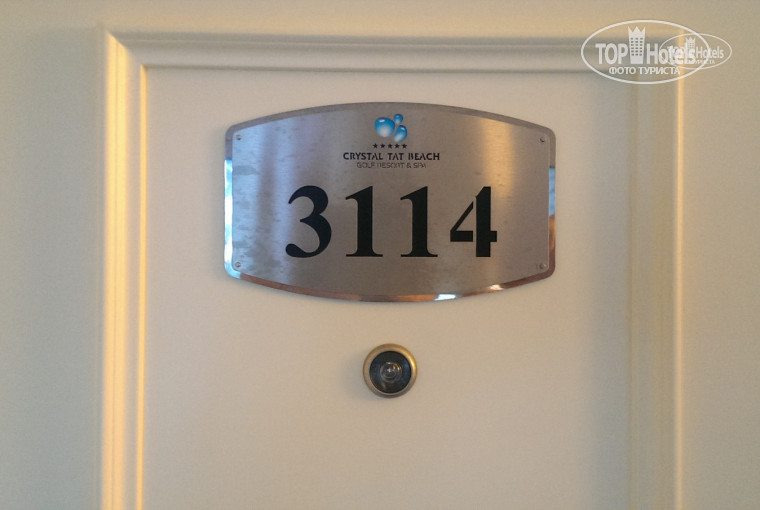 ★★★★★
CRYSTAL TAT BEACH
GOLF RESORT & SPA
3114
TOP Hotels
ФОТО ТУРИСТА